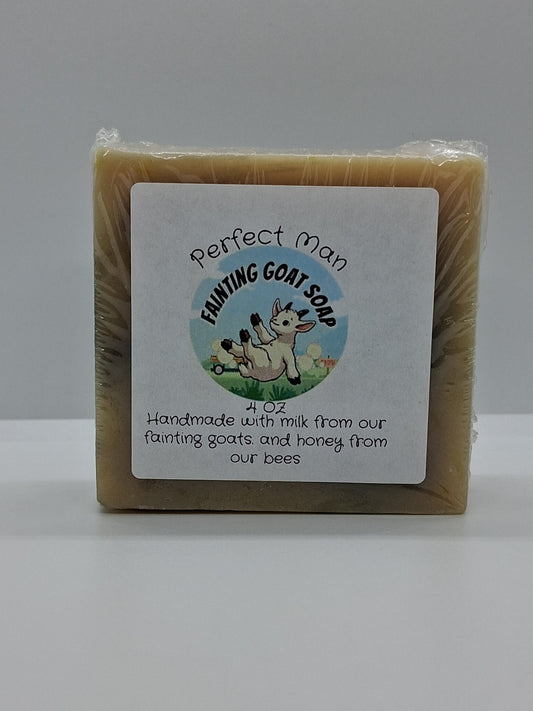 Perfect Man
FAINTING GOAT SOAP
4 OZ
Handmade with milk from our
fainting goats. and honey from
our bees